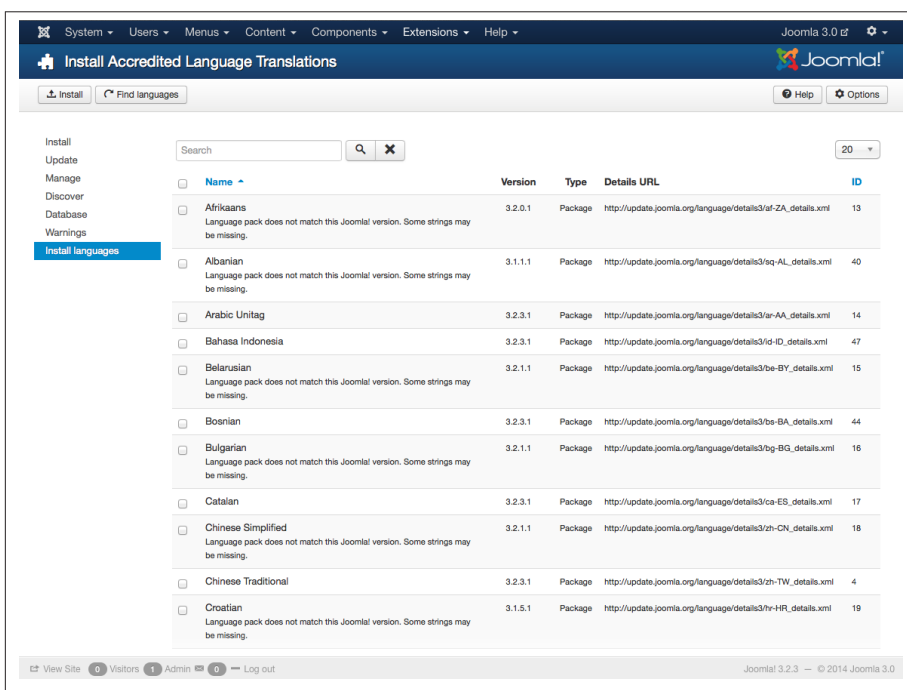 System Users Menus Content Components Extensions Help Joomla 3.0
Install Accredited Language Translations Joomla!
Install Find languages Help Options
Install
Update
Manage
Discover
Database
Warnings
Install languages
Search 20
Name Version Type Details URL ID
Afrikaans 3.2.0.1 Package http://update.joomla.org/language/details3/af-ZA_details.xml 13
Language pack does not match this Joomla! version. Some strings may
be missing.
Albanian 3.1.1.1 Package http://update.joomla.org/language/details3/sq-AL_details.xml 40
Language pack does not match this Joomla! version. Some strings may
be missing.
Arabic Unitag 3.2.3.1 Package http://update.joomla.org/language/details3/ar-AA_details.xml 14
Bahasa Indonesia 3.2.3.1 Package http://update.joomla.org/language/details3/id-ID_details.xml 47
Belarusian 3.2.1.1 Package http://update.joomla.org/language/details3/be-BY_details.xml 15
Language pack does not match this Joomla! version. Some strings may
be missing.
Bosnian 3.2.3.1 Package http://update.joomla.org/language/details3/bs-BA_details.xml 44
Bulgarian 3.2.1.1 Package http://update.joomla.org/language/details3/bg-BG_details.xml 16
Language pack does not match this Joomla! version. Some strings may
be missing.
Catalan 3.2.3.1 Package http://update.joomla.org/language/details3/ca-ES_details.xml 17
Chinese Simplified 3.2.1.1 Package http://update.joomla.org/language/details3/zh-CN_details.xml 18
Language pack does not match this Joomla! version. Some strings may
be missing.
Chinese Traditional 3.2.3.1 Package http://update.joomla.org/language/details3/zh-TW_details.xml 4
Croatian 3.1.5.1 Package http://update.joomla.org/language/details3/hr-HR_details.xml 19
Language pack does not match this Joomla! version. Some strings may
be missing.
View Site 0 Visitors 1 Admin 0 Log out Joomla! 3.2.3 — © 2014 Joomla 3.0